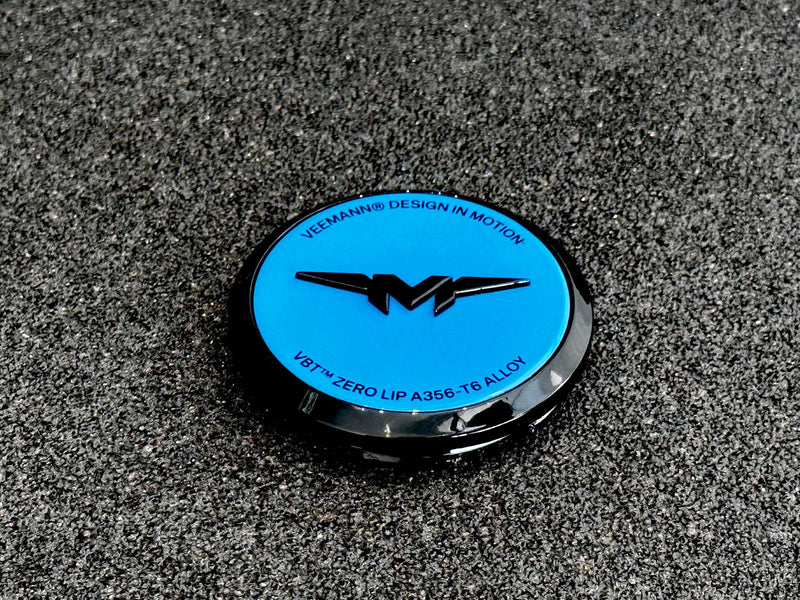 VEEMANN® DESIGN IN MOTION
VBT™ ZERO LIP A356-T6 ALLOY